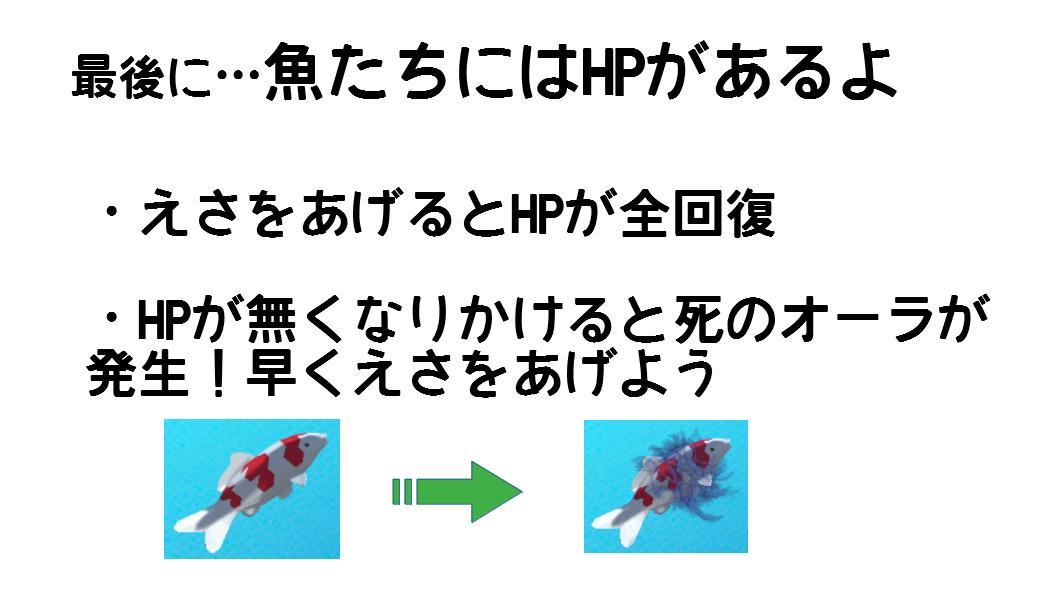 最後に…魚たちにはHPがあるよ
・えさをあげるとHPが全回復
・HPが無くなりかけると死のオーラが
発生！早くえさをあげよう